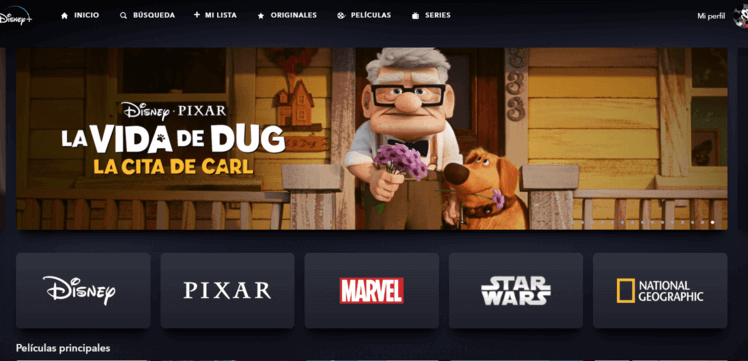 Disney+
INICIO
BÚSQUEDA
+ MI LISTA
ORIGINALES
PELÍCULAS
SERIES
Mi perfil
Disney · PIXAR
LA VIDA DE DUG
LA CITA DE CARL
Disney
PIXAR
MARVEL
STAR WARS
NATIONAL GEOGRAPHIC
Películas principales